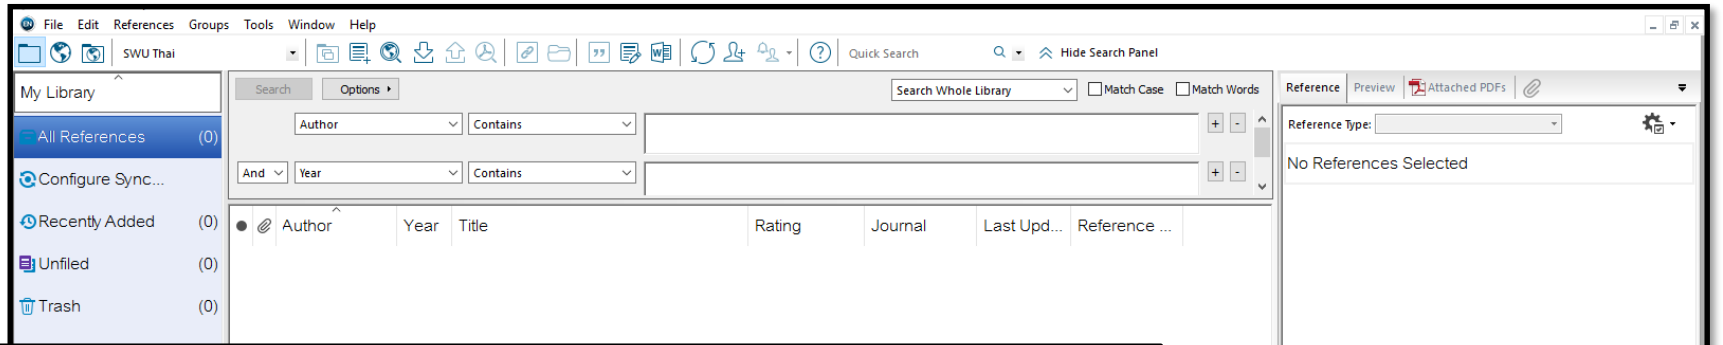 EN File Edit References Groups Tools Window Help
SWU Thai Quick Search Hide Search Panel
My Library
All References (0)
Configure Sync...
Recently Added (0)
Unfiled (0)
Trash (0)
Search Options Search Whole Library Match Case Match Words
Author Contains + -
And Year Contains + -
Author Year Title Rating Journal Last Upd... Reference ...
Reference Preview Attached PDFs
Reference Type:
No References Selected